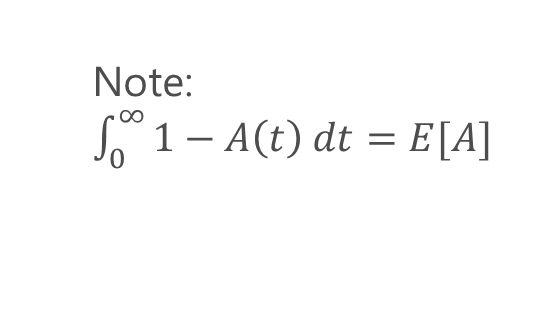 Note:
∫₀^∞ 1 − A(t) dt = E[A]